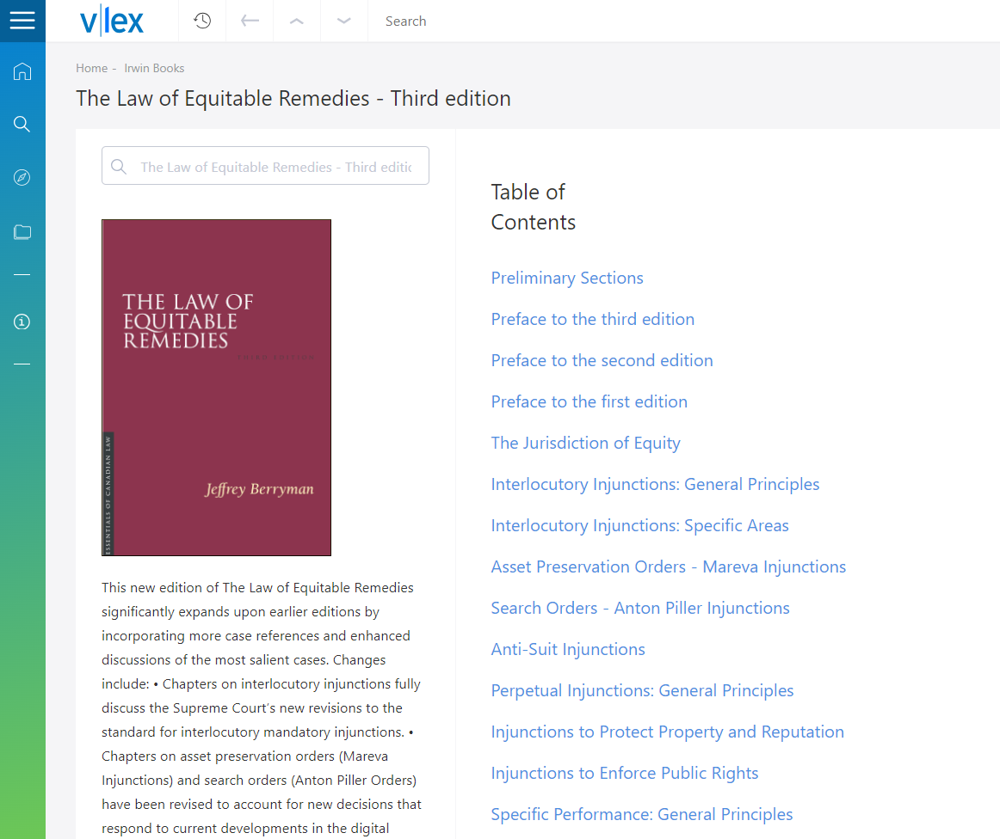 v|lex
Search
Home - Irwin Books
The Law of Equitable Remedies - Third edition
The Law of Equitable Remedies - Third editic
THE LAW OF
EQUITABLE
REMEDIES
THIRD EDITION
ESSENTIALS OF CANADIAN LAW
Jeffrey Berryman
This new edition of The Law of Equitable Remedies
significantly expands upon earlier editions by
incorporating more case references and enhanced
discussions of the most salient cases. Changes
include: • Chapters on interlocutory injunctions fully
discuss the Supreme Court’s new revisions to the
standard for interlocutory mandatory injunctions. •
Chapters on asset preservation orders (Mareva
Injunctions) and search orders (Anton Piller Orders)
have been revised to account for new decisions that
respond to current developments in the digital
Table of
Contents
Preliminary Sections
Preface to the third edition
Preface to the second edition
Preface to the first edition
The Jurisdiction of Equity
Interlocutory Injunctions: General Principles
Interlocutory Injunctions: Specific Areas
Asset Preservation Orders - Mareva Injunctions
Search Orders - Anton Piller Injunctions
Anti-Suit Injunctions
Perpetual Injunctions: General Principles
Injunctions to Protect Property and Reputation
Injunctions to Enforce Public Rights
Specific Performance: General Principles